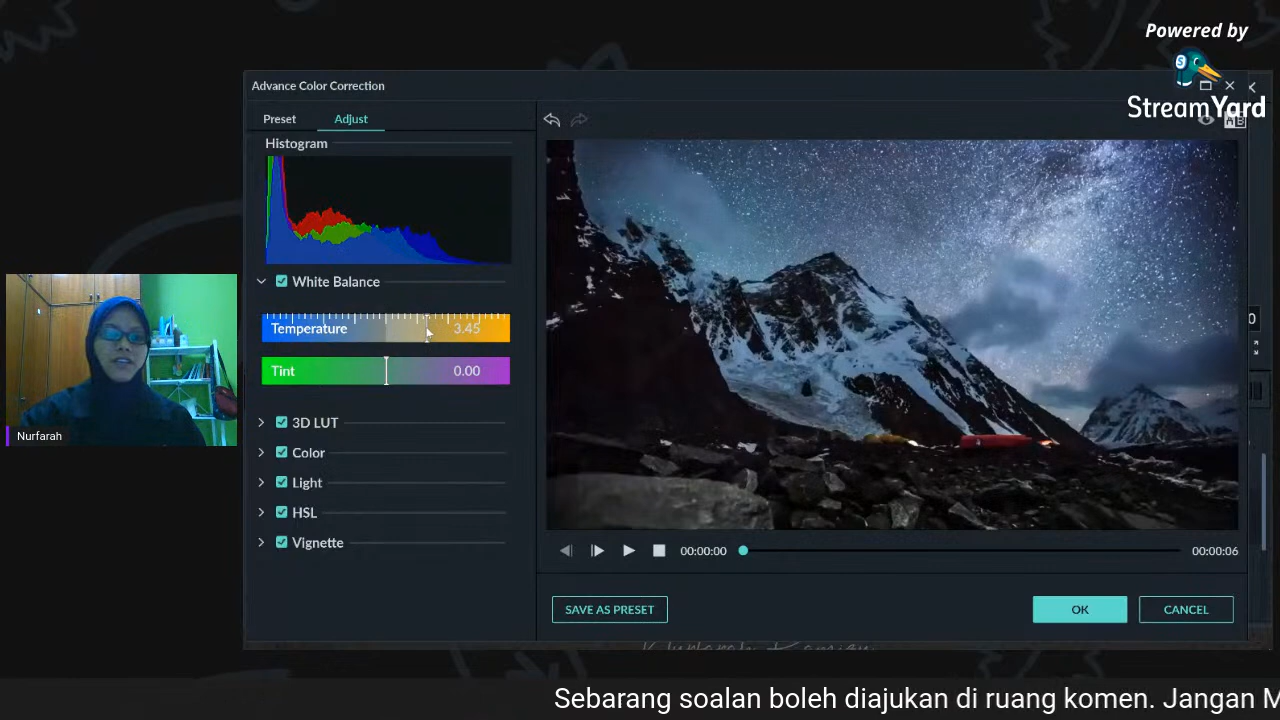 Powered by
StreamYard
Advance Color Correction
Preset
Adjust
Histogram
White Balance
Temperature
3.45
Tint
0.00
3D LUT
Color
Light
HSL
Vignette
00:00:00
00:00:06
SAVE AS PRESET
OK
CANCEL
Nurfarah
Sebarang soalan boleh diajukan di ruang komen. Jangan M